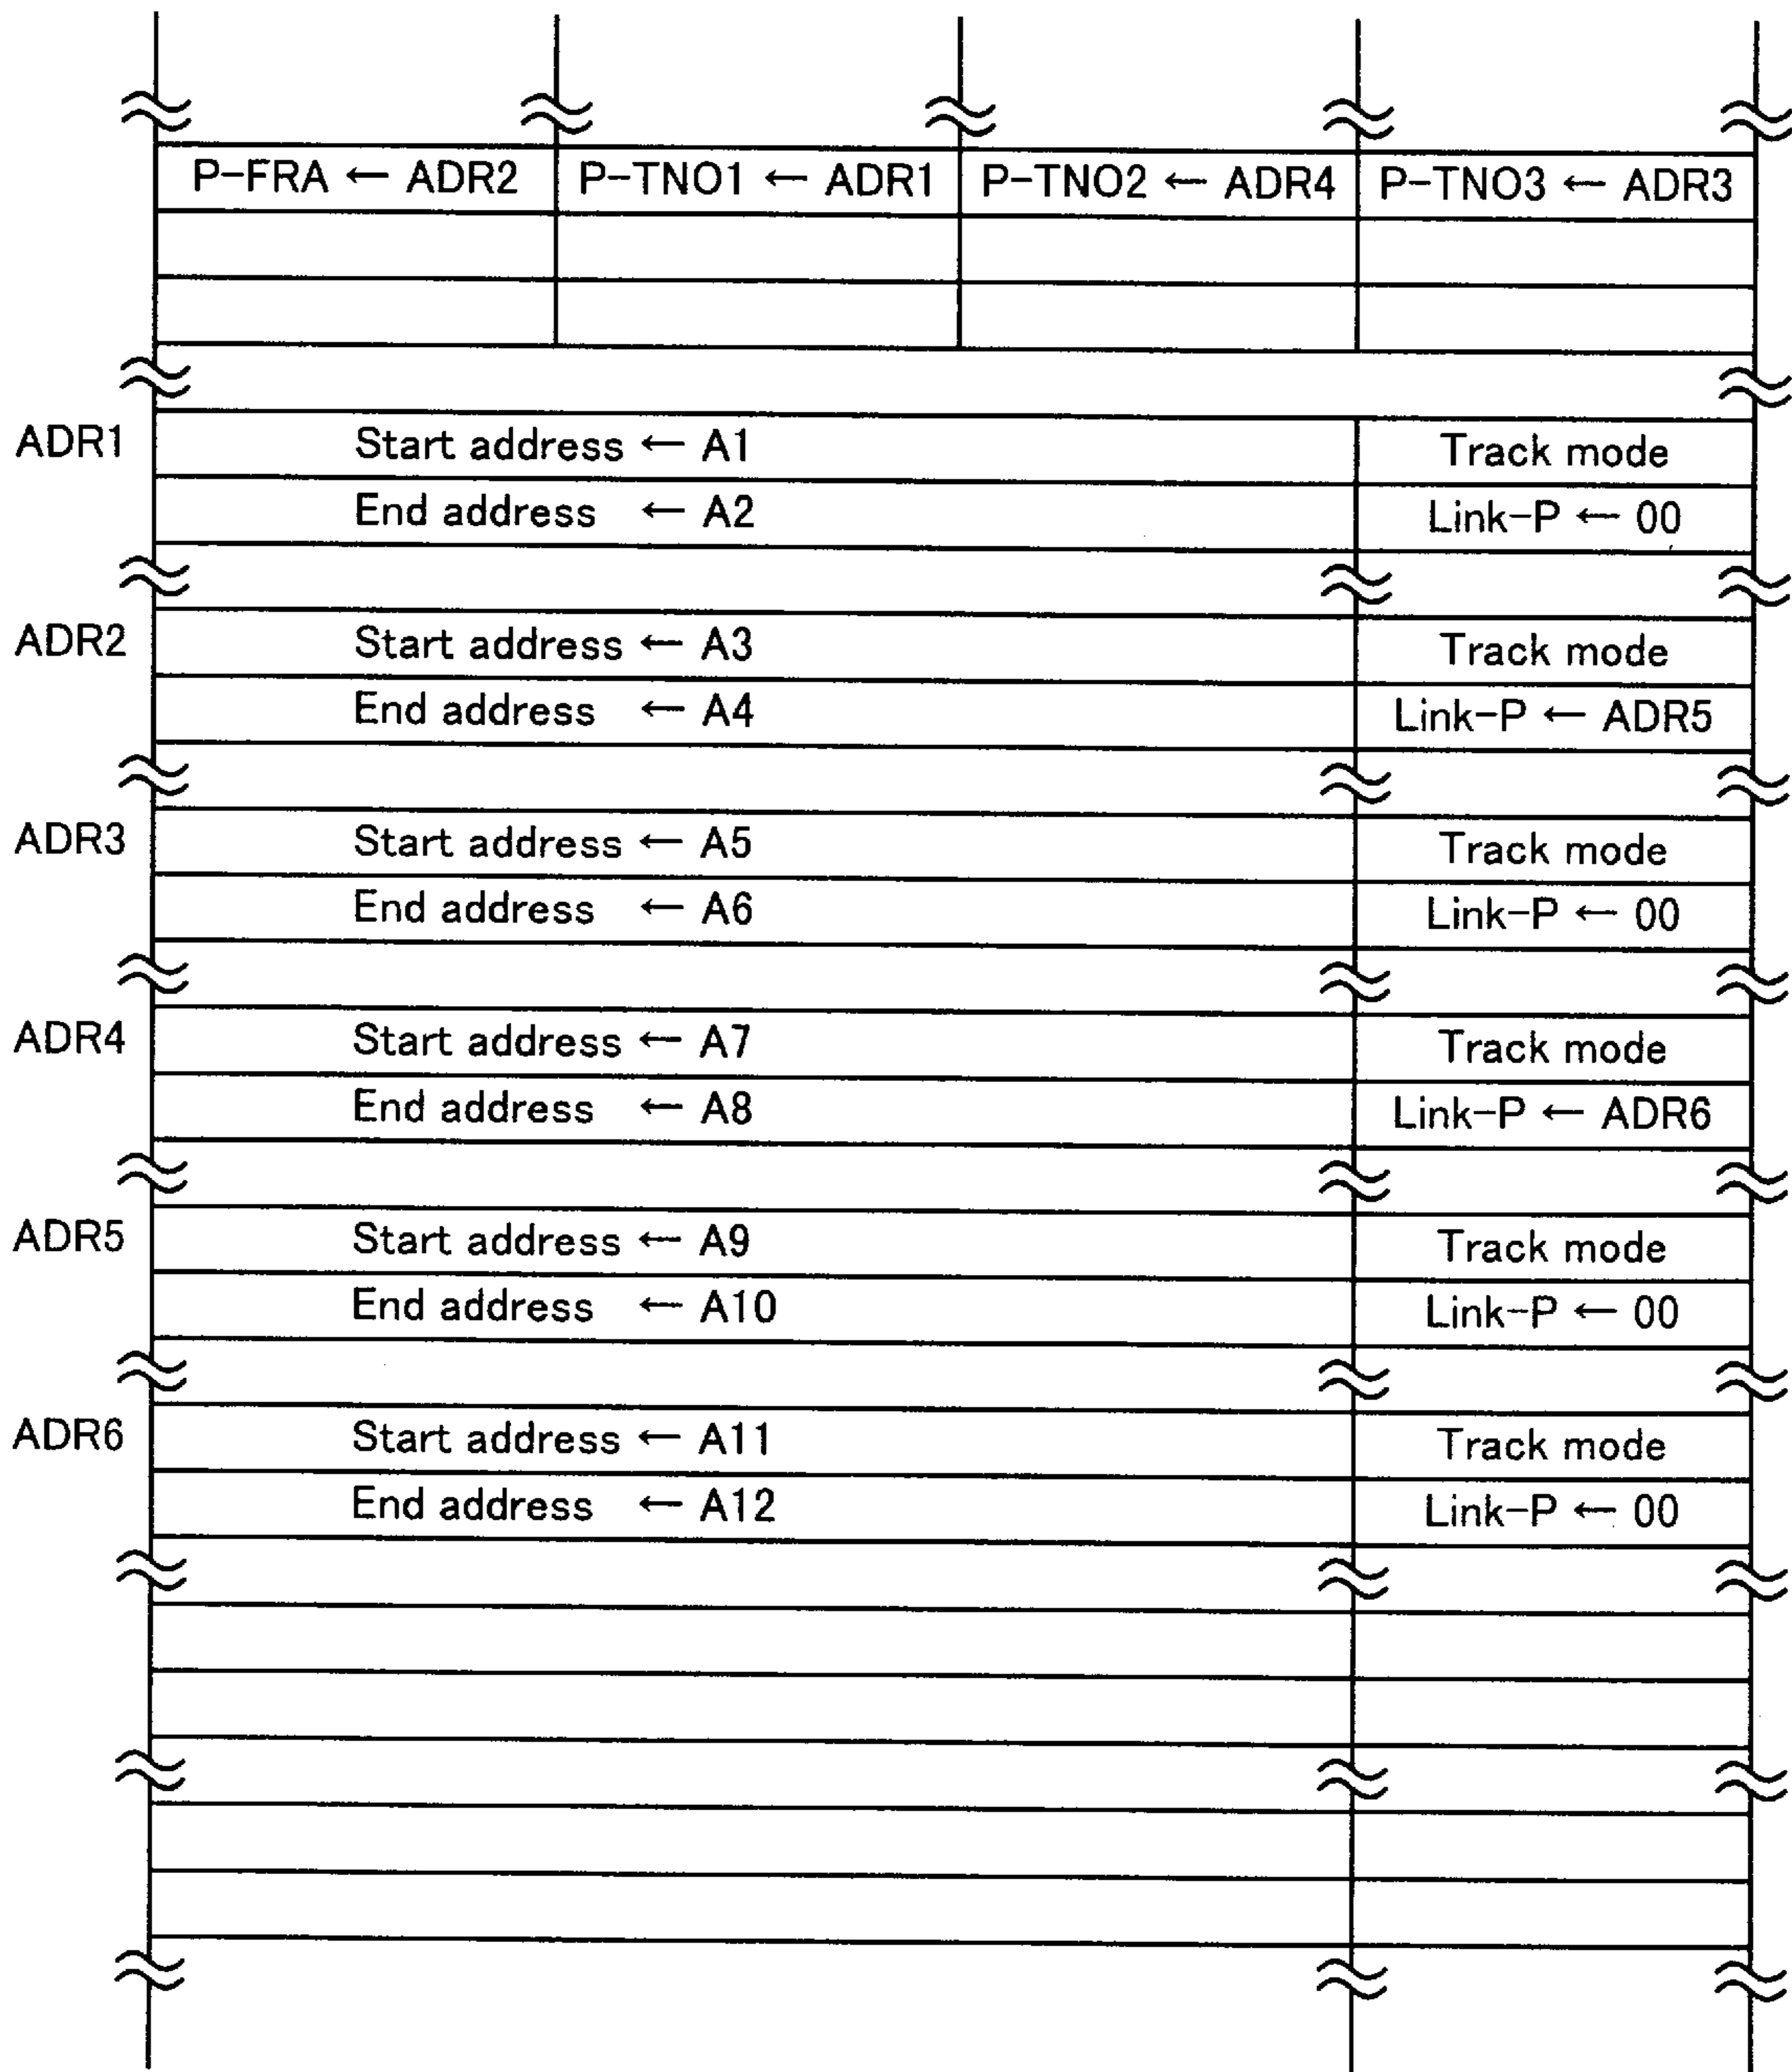 P-FRA ← ADR2 P-TNO1 ← ADR1 P-TNO2 ← ADR4 P-TNO3 ← ADR3
ADR1 Start address ← A1 Track mode
End address ← A2 Link-P ← 00
ADR2 Start address ← A3 Track mode
End address ← A4 Link-P ← ADR5
ADR3 Start address ← A5 Track mode
End address ← A6 Link-P ← 00
ADR4 Start address ← A7 Track mode
End address ← A8 Link-P ← ADR6
ADR5 Start address ← A9 Track mode
End address ← A10 Link-P ← 00
ADR6 Start address ← A11 Track mode
End address ← A12 Link-P ← 00